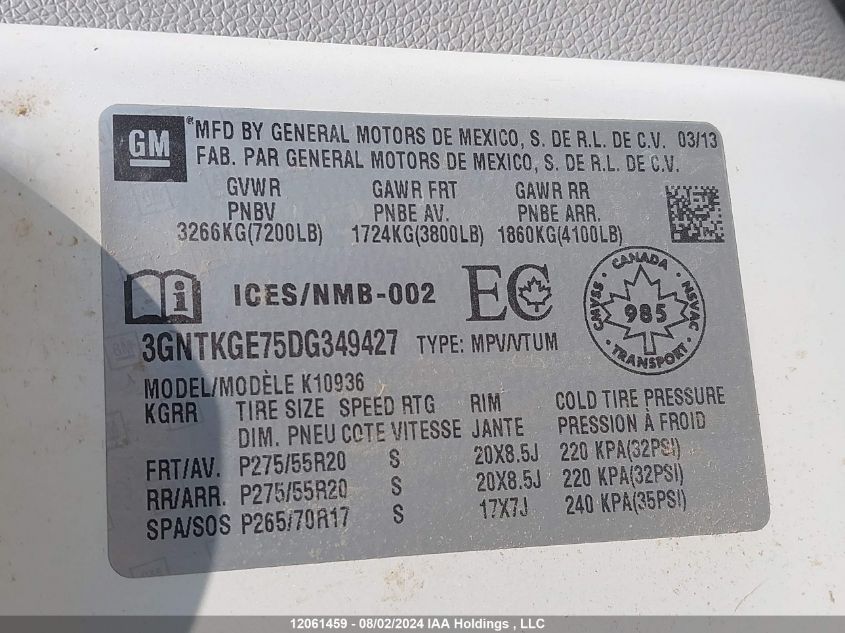 GM
®MFD BY GENERAL MOTORS DE MEXICO, S. DE R.L. DE C.V. 03/13
FAB. PAR GENERAL MOTORS DE MEXICO, S. DE R.L. DE C.V.
GVWR GAWR FRT GAWR RR
PNBV PNBE AV. PNBE ARR.
3266KG(7200LB) 1724KG(3800LB) 1860KG(4100LB)
i ICES/NMB-002 EC
CANADA
CMVSS 985 NSVAC
TRANSPORT
3GNTKGE75DG349427 TYPE: MPV/VTUM
MODEL/MODÈLE K10936
KGRR TIRE SIZE SPEED RTG RIM COLD TIRE PRESSURE
DIM. PNEU COTE VITESSE JANTE PRESSION À FROID
FRT/AV. P275/55R20 S 20X8.5J 220 KPA(32PSI)
RR/ARR. P275/55R20 S 20X8.5J 220 KPA(32PSI)
SPA/SOS P265/70R17 S 17X7J 240 KPA(35PSI)
12061459 - 08/02/2024 IAA Holdings , LLC